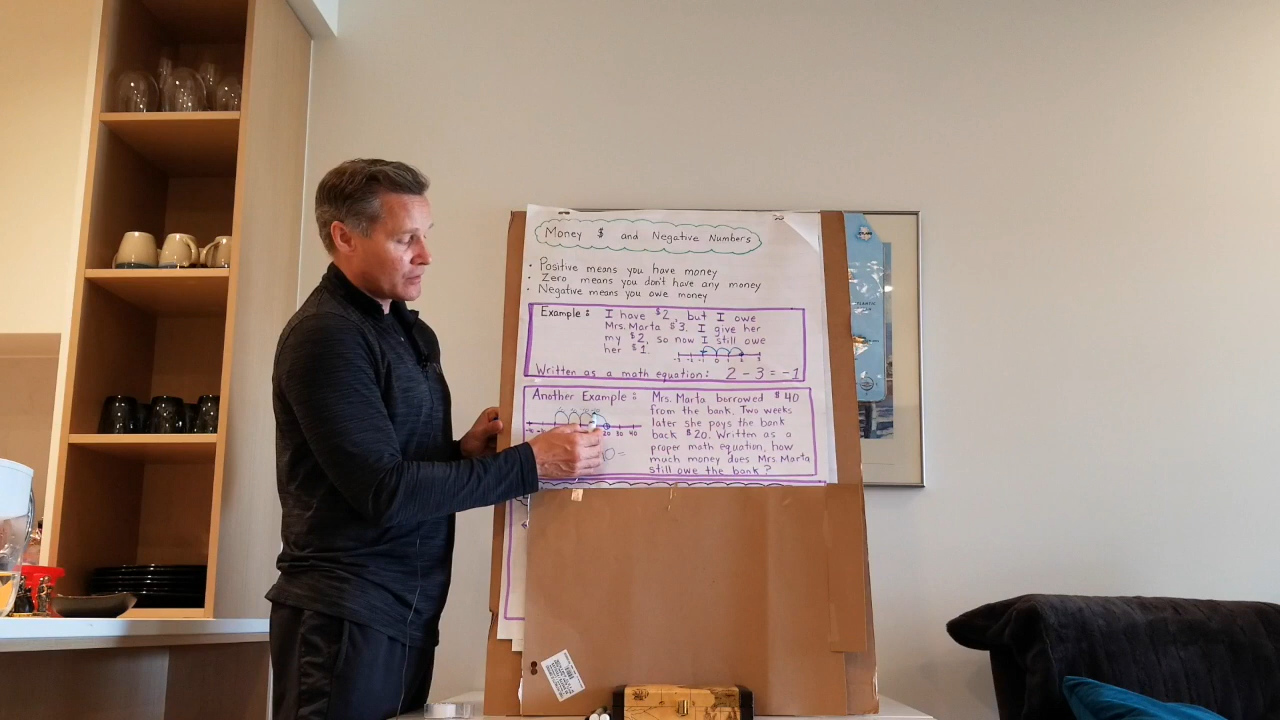 Money $ and Negative Numbers
· Positive means you have money
· Zero means you don't have any money
· Negative means you owe money
Example: I have $2, but I owe
Mrs. Marta $3. I give her
my $2, so now I still owe
her $1.
Written as a math equation: 2 - 3 = -1
Another Example: Mrs. Marta borrowed $40
from the bank. Two weeks
later she pays the bank
back $20. Written as a
proper math equation, how
much money does Mrs. Marta
still owe the bank?
20 30 40